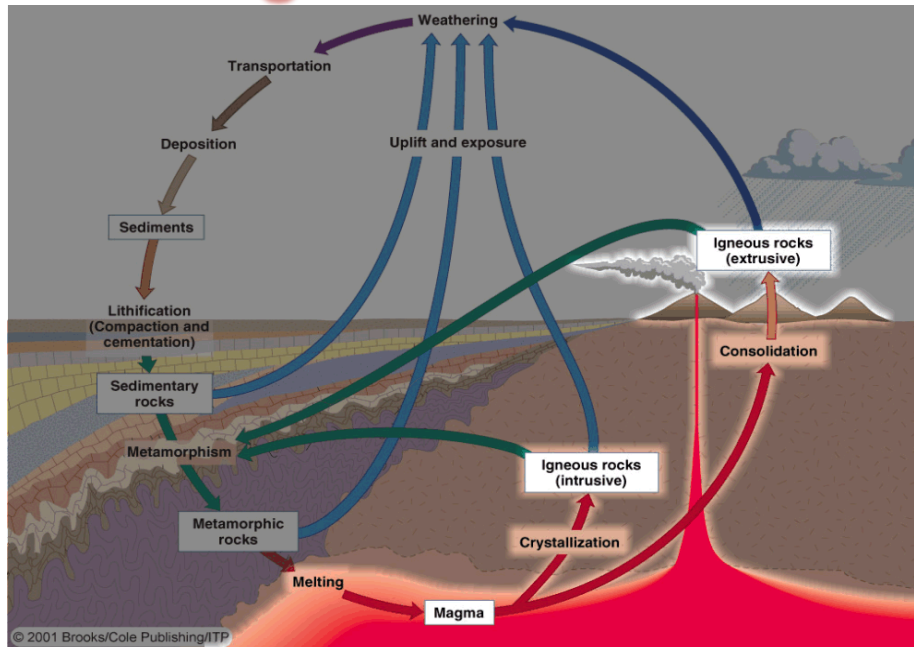 Weathering
Transportation
Deposition
Uplift and exposure
Sediments
Igneous rocks
(extrusive)
Lithification
(Compaction and
cementation)
Consolidation
Sedimentary
rocks
Metamorphism
Igneous rocks
(intrusive)
Metamorphic
rocks
Crystallization
Melting
Magma
© 2001 Brooks/Cole Publishing/ITP